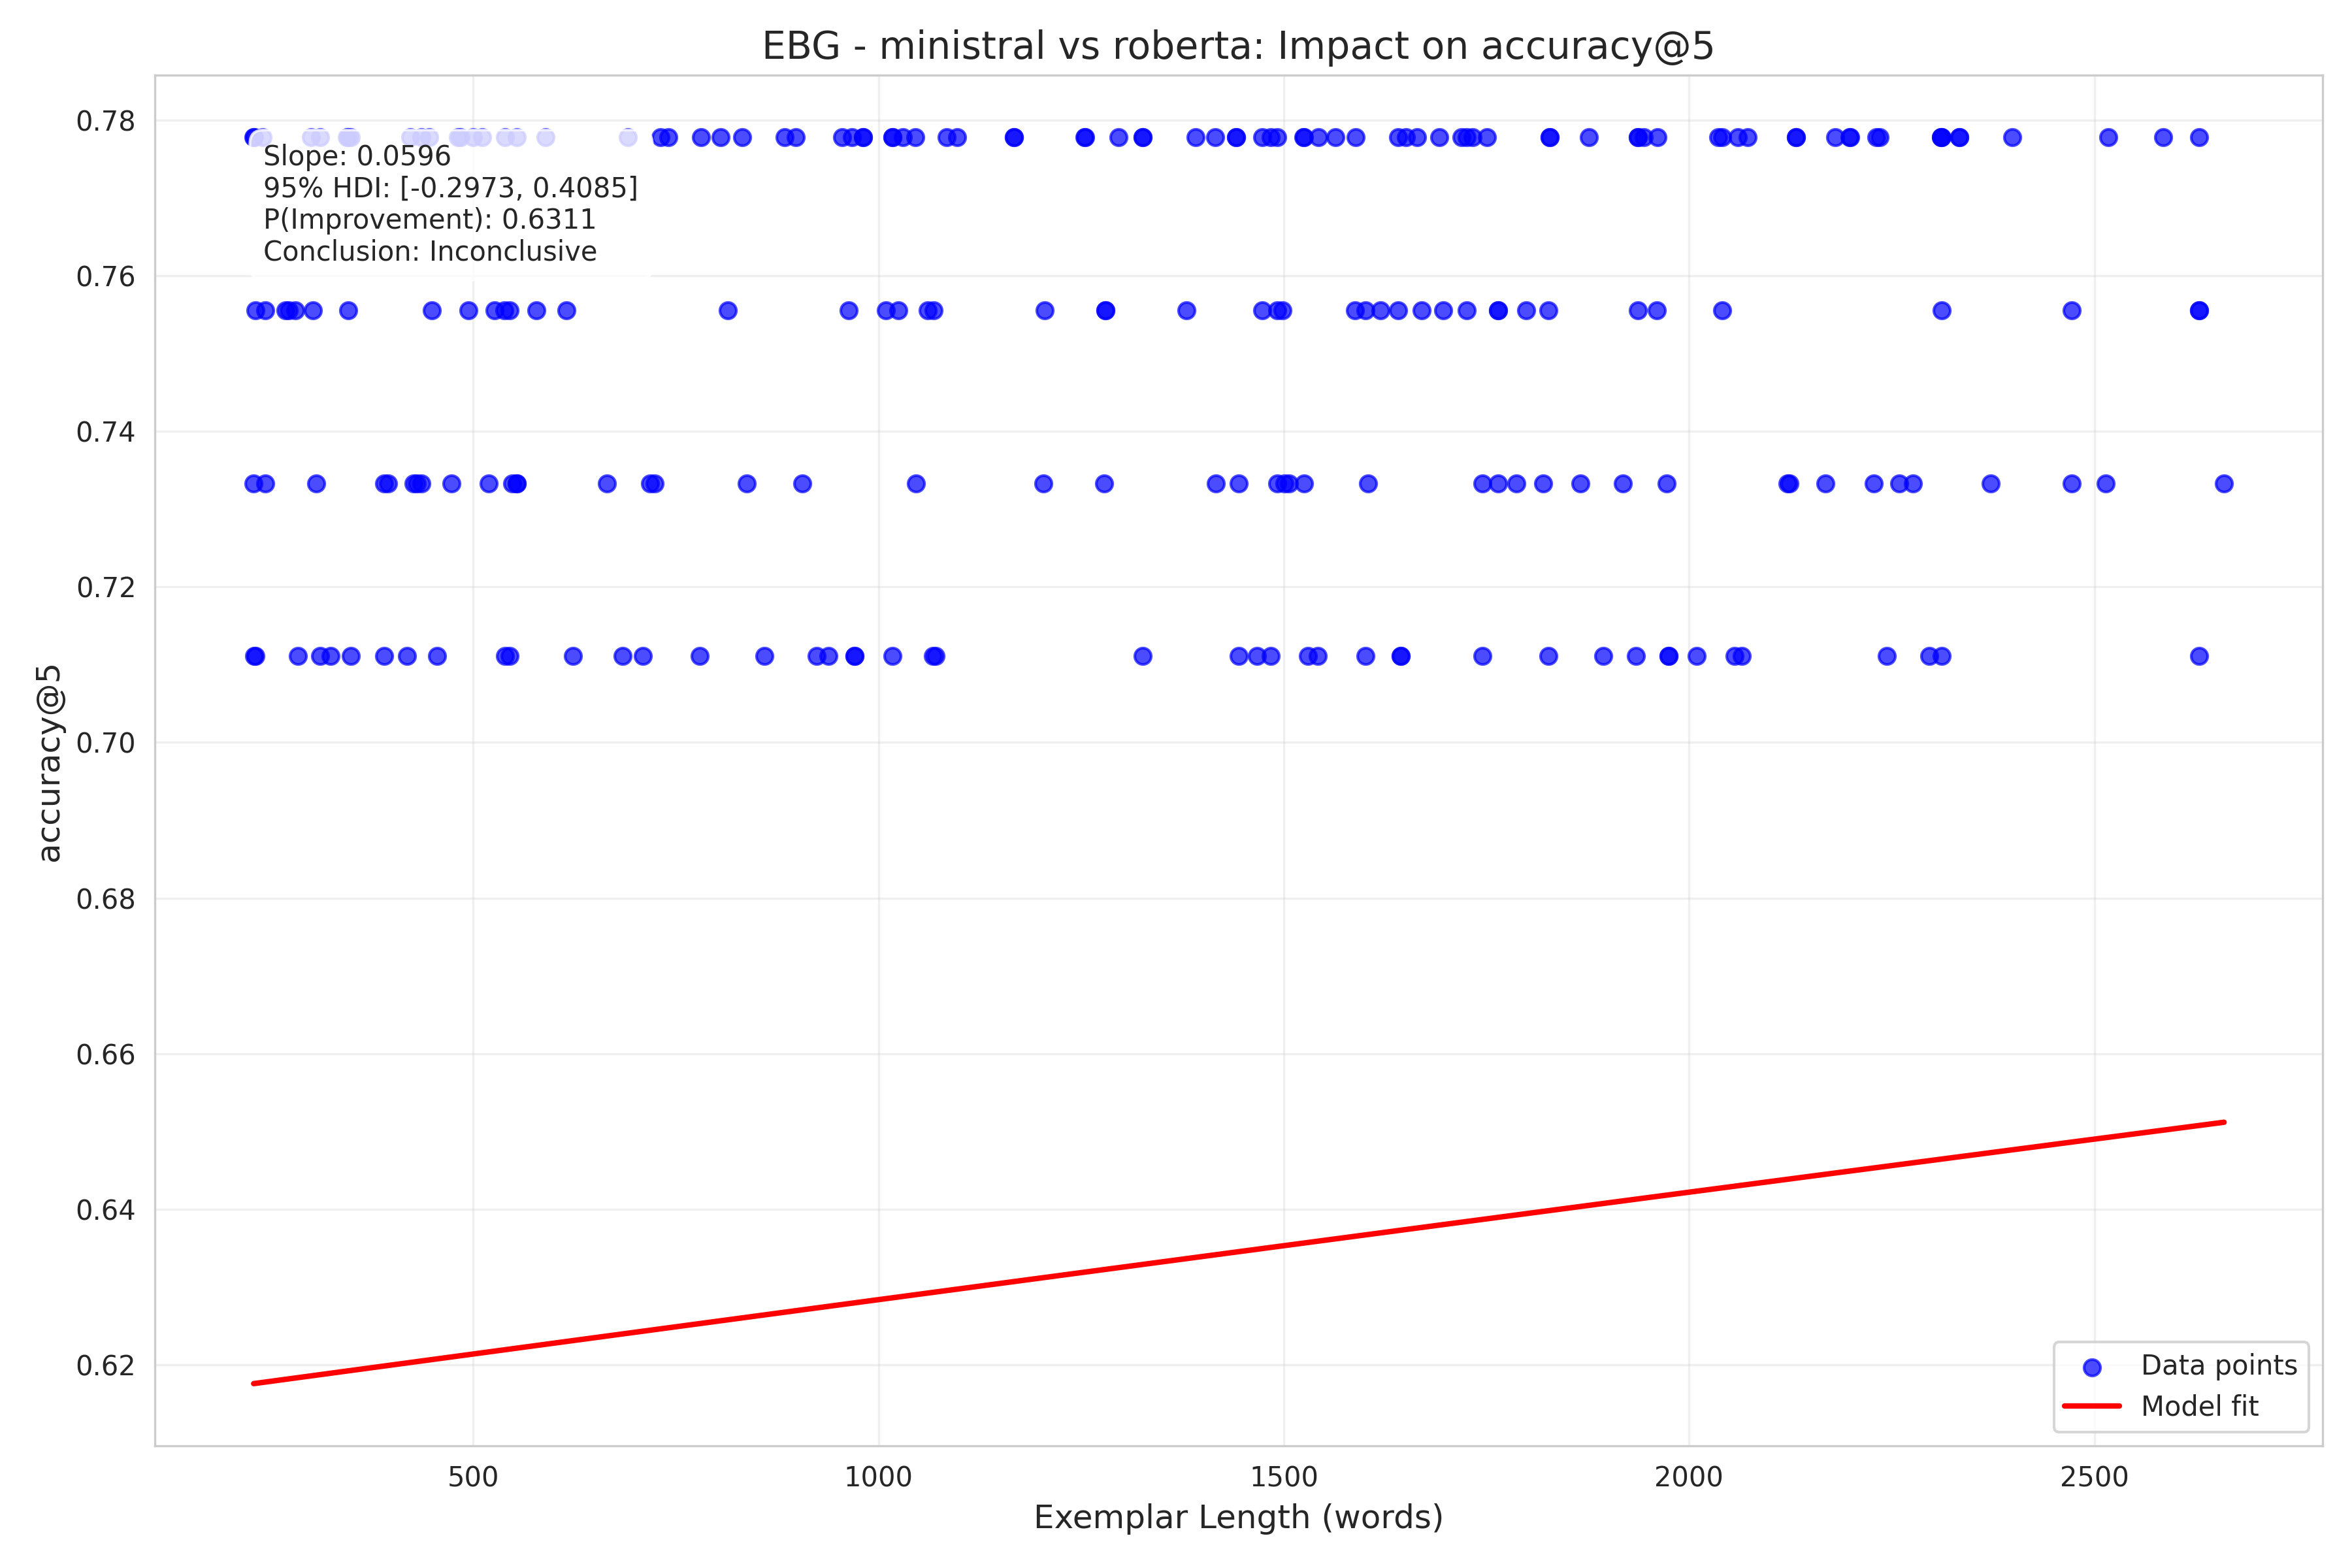 EBG - ministral vs roberta: Impact on accuracy@5
0.78
0.76
0.74
0.72
0.70
0.68
0.66
0.64
0.62
accuracy@5
Slope: 0.0596
95% HDI: [-0.2973, 0.4085]
P(Improvement): 0.6311
Conclusion: Inconclusive
Data points
Model fit
500
1000
1500
2000
2500
Exemplar Length (words)